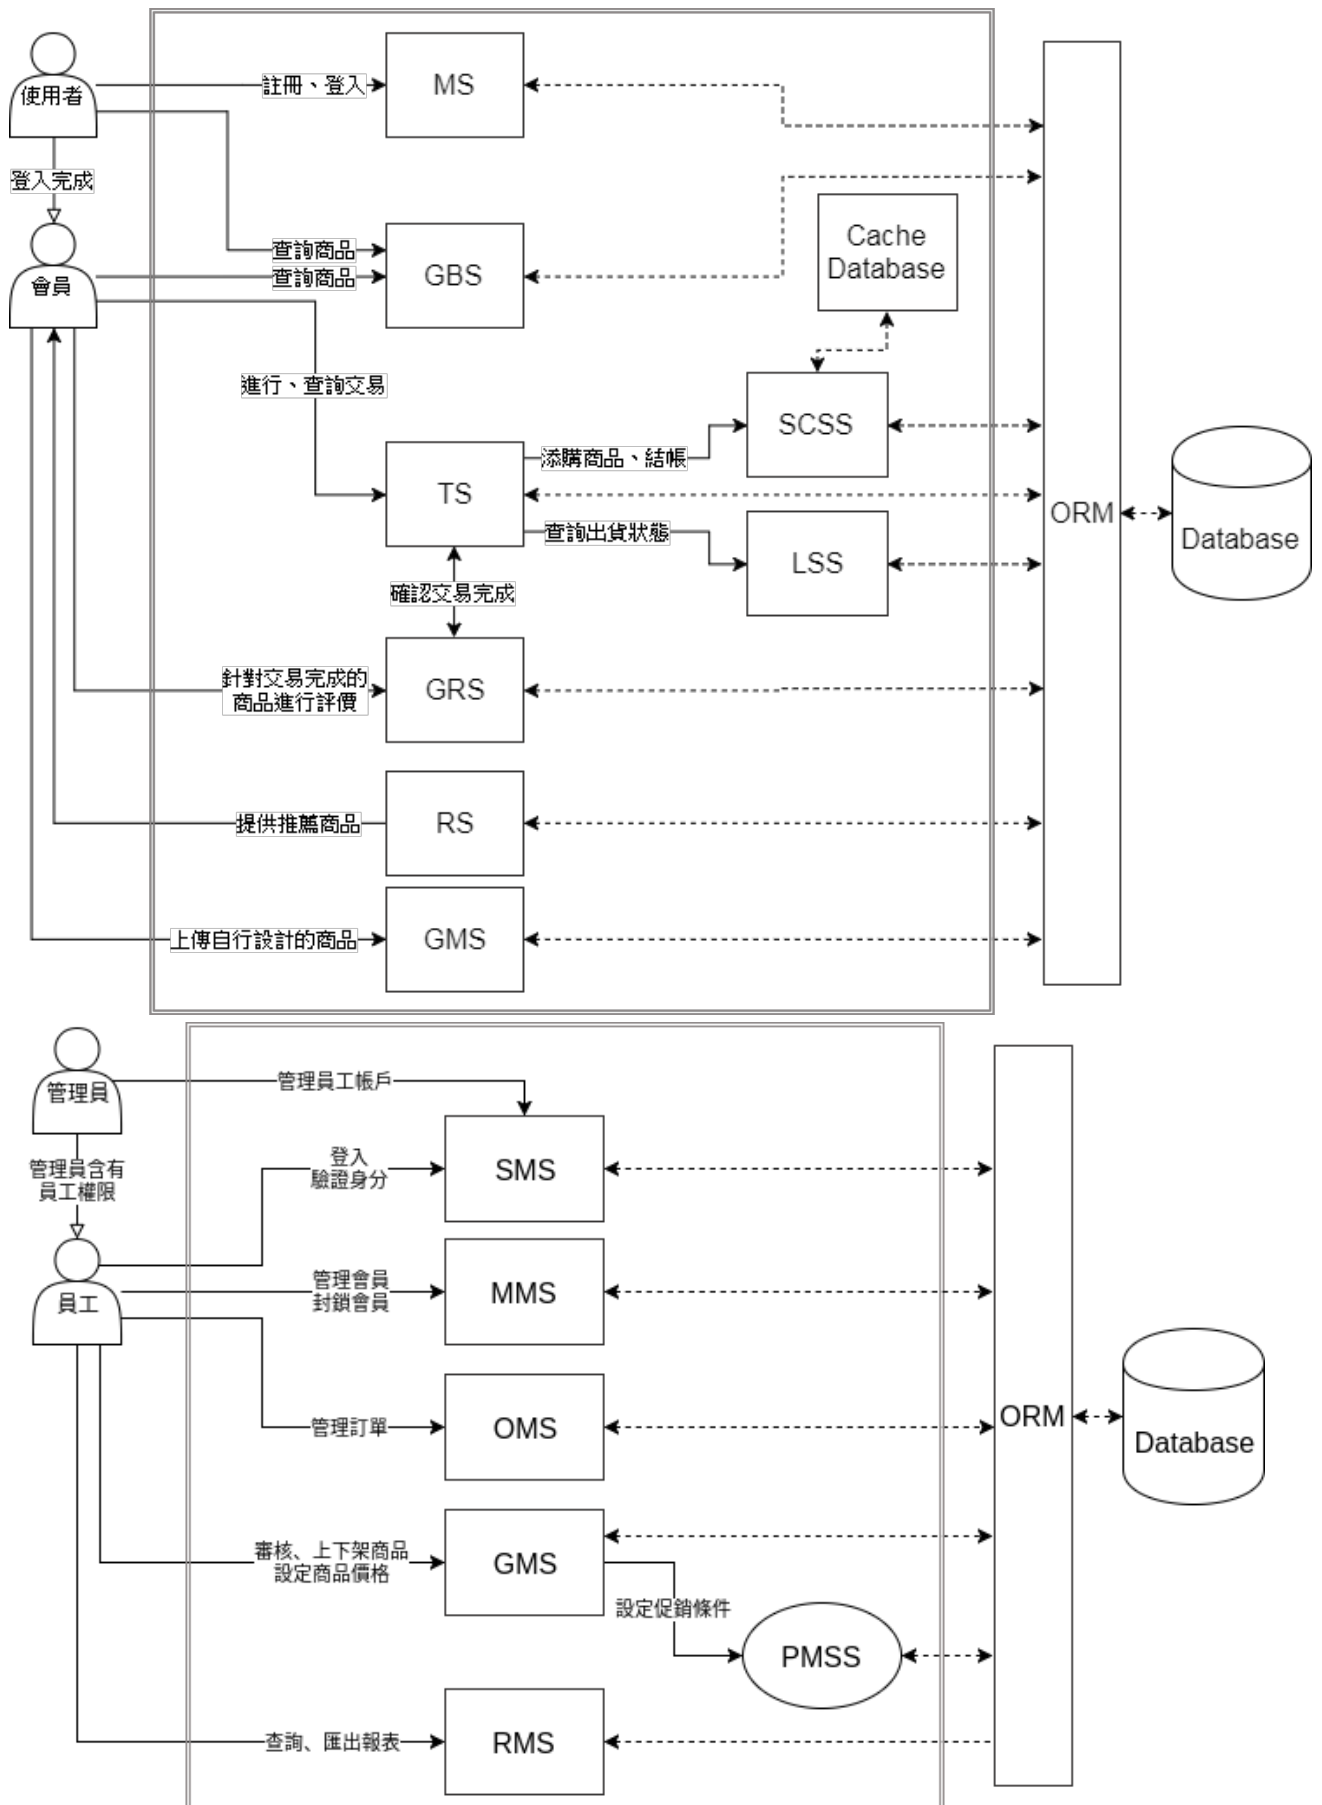 使用者
註冊、登入
MS
登入完成
查詢商品
會員
查詢商品
GBS
Cache
Database
進行、查詢交易
SCSS
添購商品、結帳
TS
ORM
查詢出貨狀態
Database
LSS
確認交易完成
針對交易完成的
商品進行評價
GRS
提供推薦商品
RS
上傳自行設計的商品
GMS
管理員
管理員工帳戶
管理員含有
員工權限
登入
驗證身分
SMS
員工
管理會員
封鎖會員
MMS
管理訂單
OMS
ORM
Database
審核、上下架商品
設定商品價格
GMS
設定促銷條件
PMSS
查詢、匯出報表
RMS